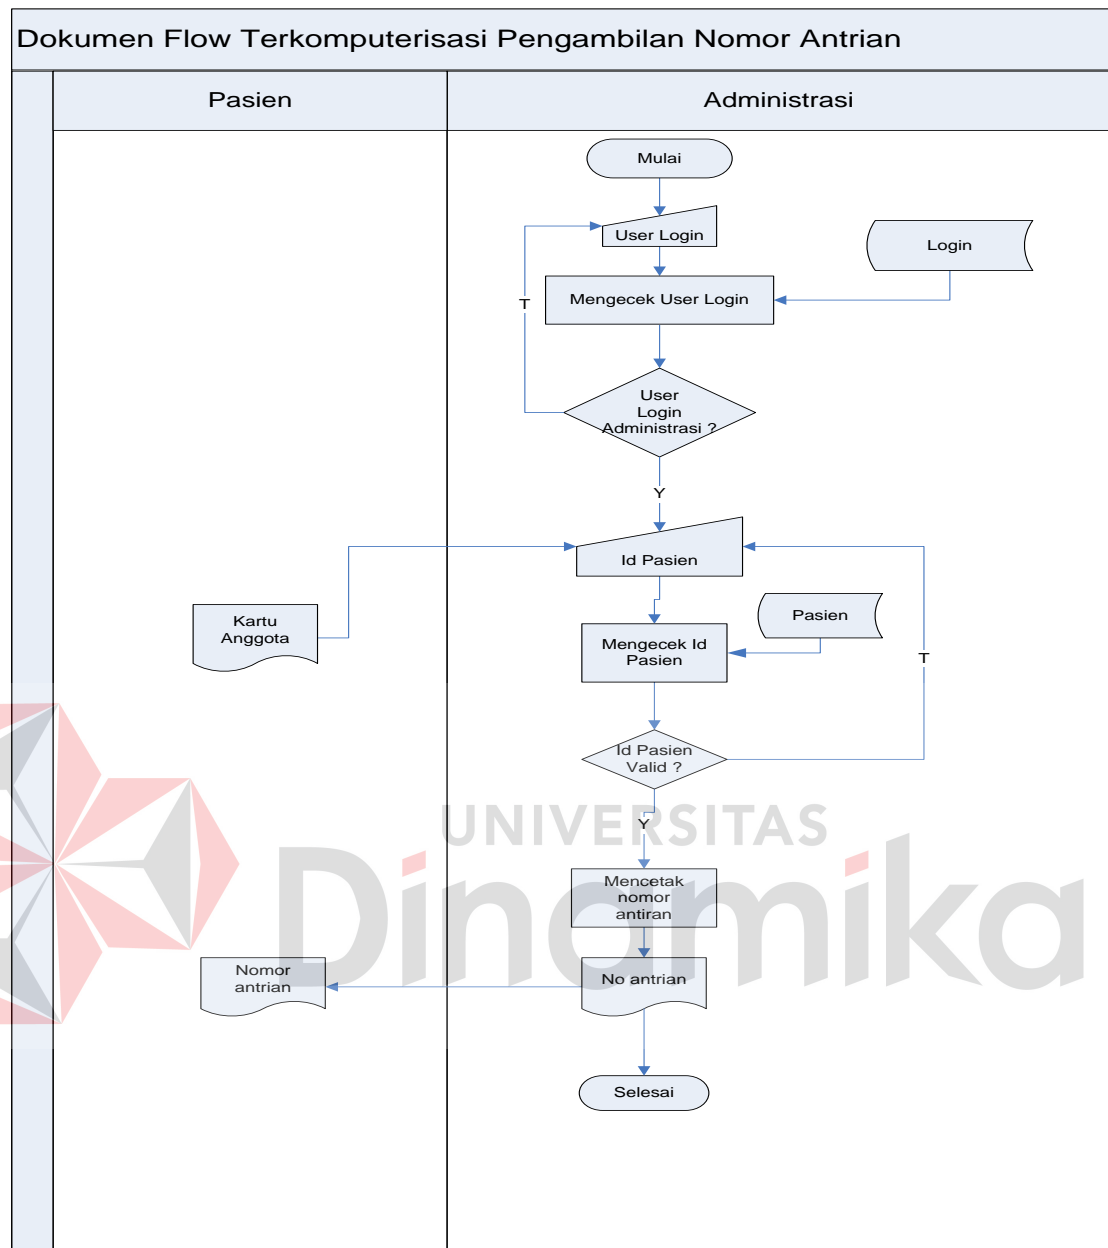 Dokumen Flow Terkomputerisasi Pengambilan Nomor Antrian
Pasien
Administrasi
Mulai
User Login
Login
Mengecek User Login
T
User
Login
Administrasi ?
Y
Id Pasien
Kartu
Anggota
Pasien
Mengecek Id
Pasien
T
Id Pasien
Valid ?
Y
UNIVERSITAS
Dinamika
Mencetak
nomor
antiran
Nomor
antrian
No antrian
Selesai